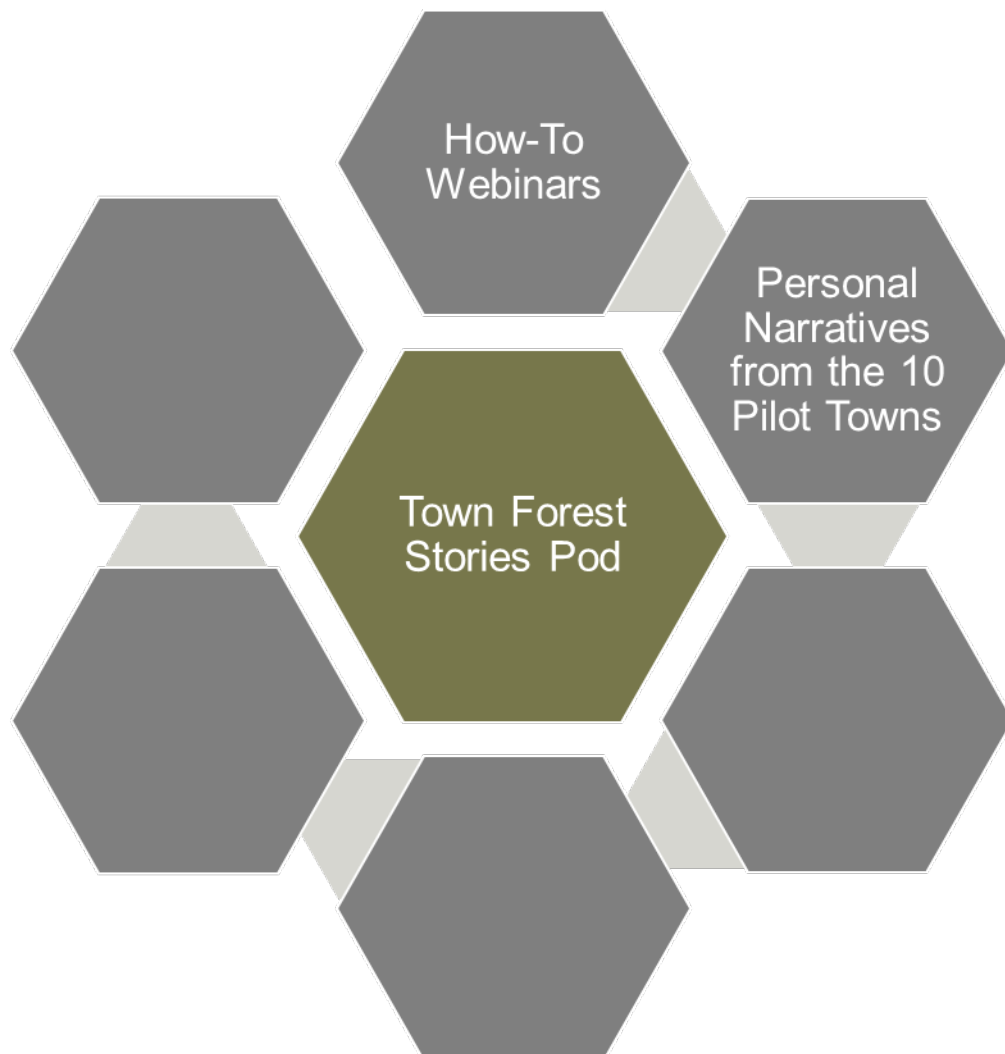 How-To
Webinars
Personal
Narratives
from the 10
Pilot Towns
Town Forest
Stories Pod